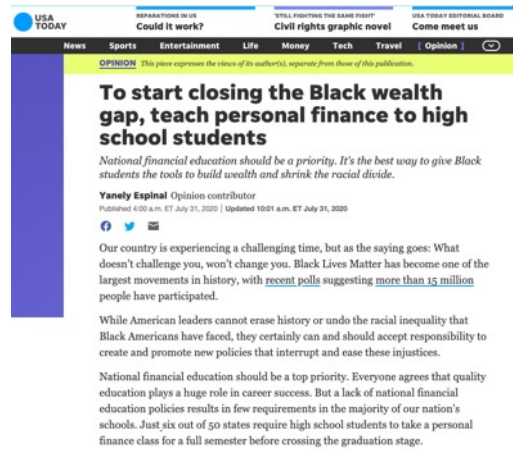 USA
TODAY
REPARATIONS IN US
Could it work?
'STILL FIGHTING THE SAME FIGHT'
Civil rights graphic novel
USA TODAY EDITORIAL BOARD
Come meet us
News Sports Entertainment Life Money Tech Travel [ Opinion ]
OPINION This piece expresses the views of its author(s), separate from those of this publication.
To start closing the Black wealth
gap, teach personal finance to high
school students
National financial education should be a priority. It's the best way to give Black
students the tools to build wealth and shrink the racial divide.
Yanely Espinal Opinion contributor
Published 4:00 a.m. ET July 31, 2020 | Updated 10:01 a.m. ET July 31, 2020
Our country is experiencing a challenging time, but as the saying goes: What
doesn't challenge you, won't change you. Black Lives Matter has become one of the
largest movements in history, with recent polls suggesting more than 15 million
people have participated.
While American leaders cannot erase history or undo the racial inequality that
Black Americans have faced, they certainly can and should accept responsibility to
create and promote new policies that interrupt and ease these injustices.
National financial education should be a top priority. Everyone agrees that quality
education plays a huge role in career success. But a lack of national financial
education policies results in few requirements in the majority of our nation's
schools. Just six out of 50 states require high school students to take a personal
finance class for a full semester before crossing the graduation stage.